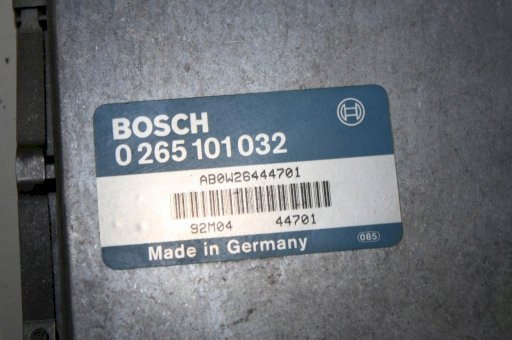 BOSCH
0 265 101 032
AB0W26444701
92M04 44701
Made in Germany 085